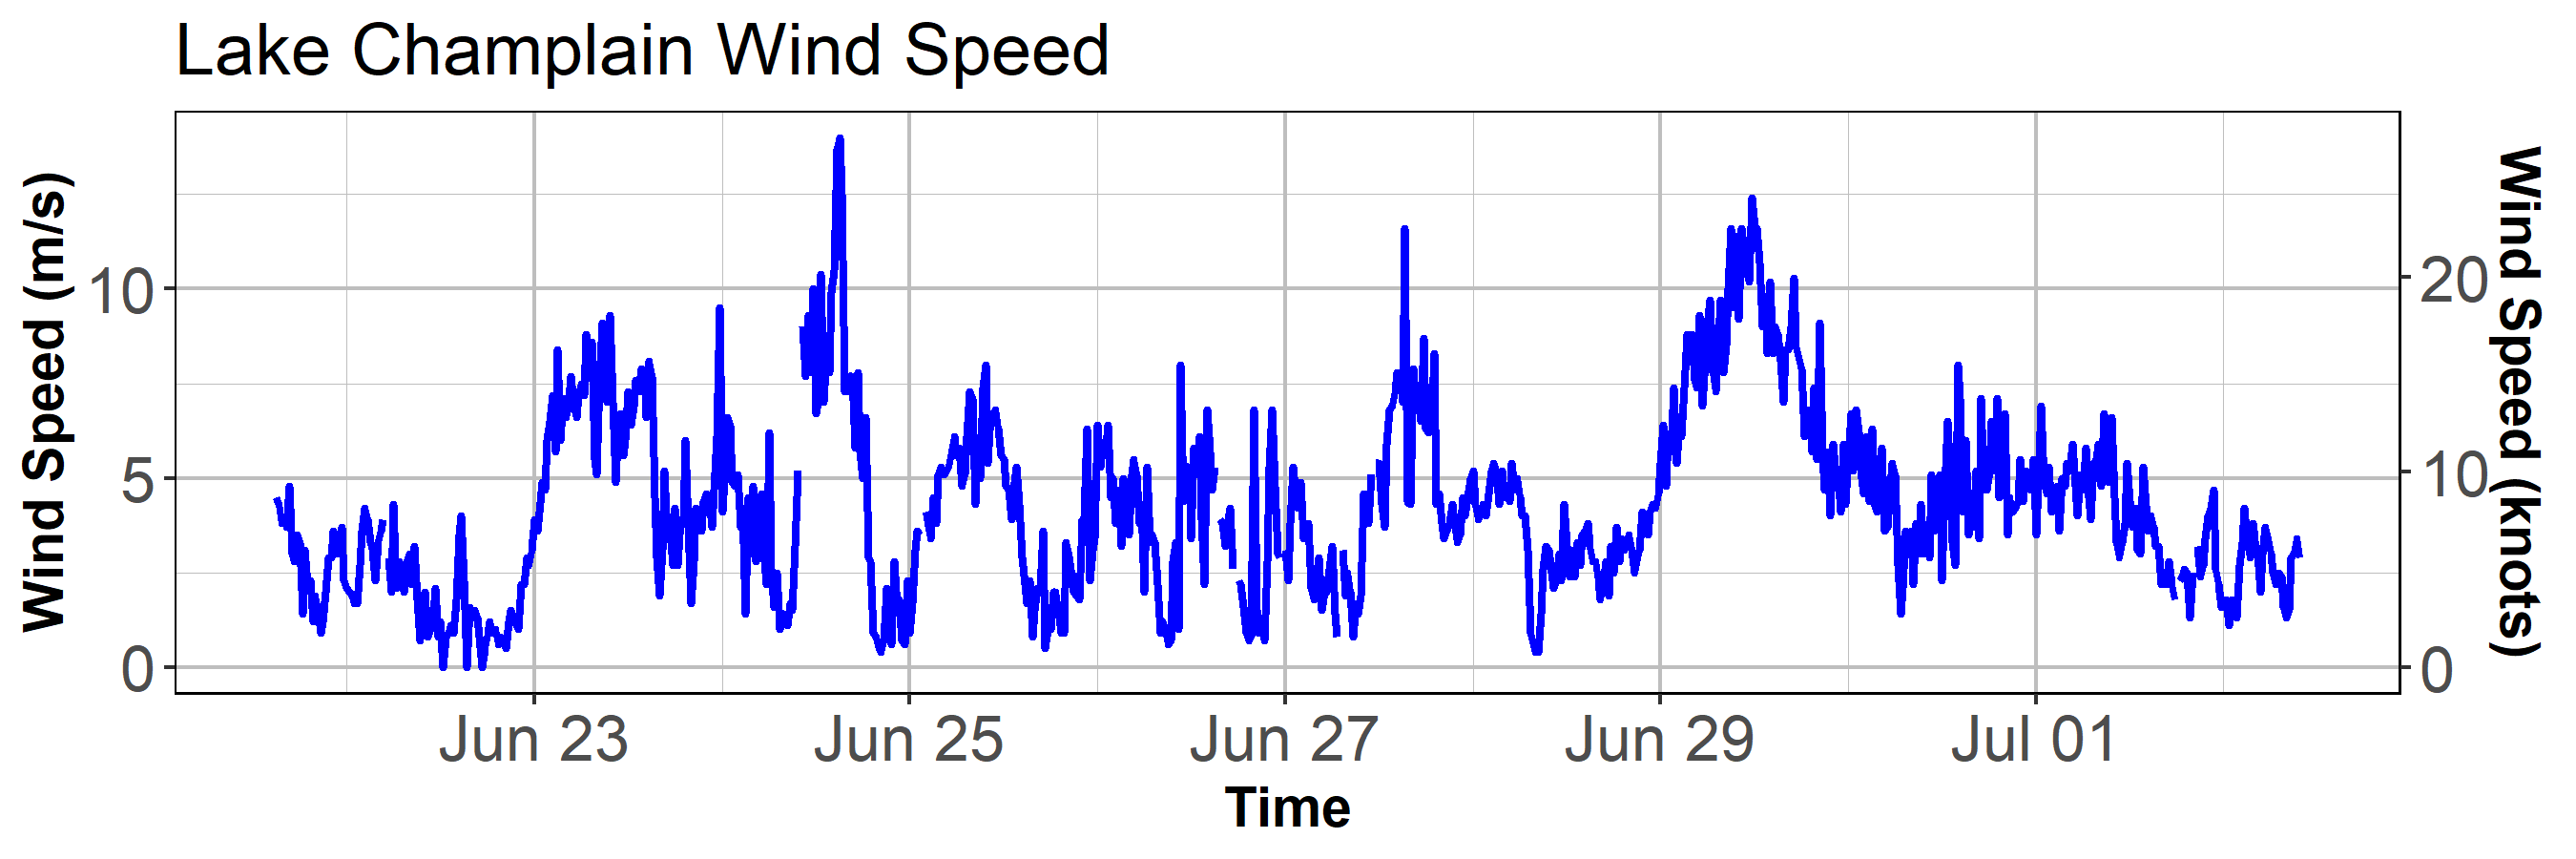 Lake Champlain Wind Speed
Wind Speed (m/s)
10
5
0
20
10
0
Wind Speed (knots)
Jun 23
Jun 25
Jun 27
Jun 29
Jul 01
Time